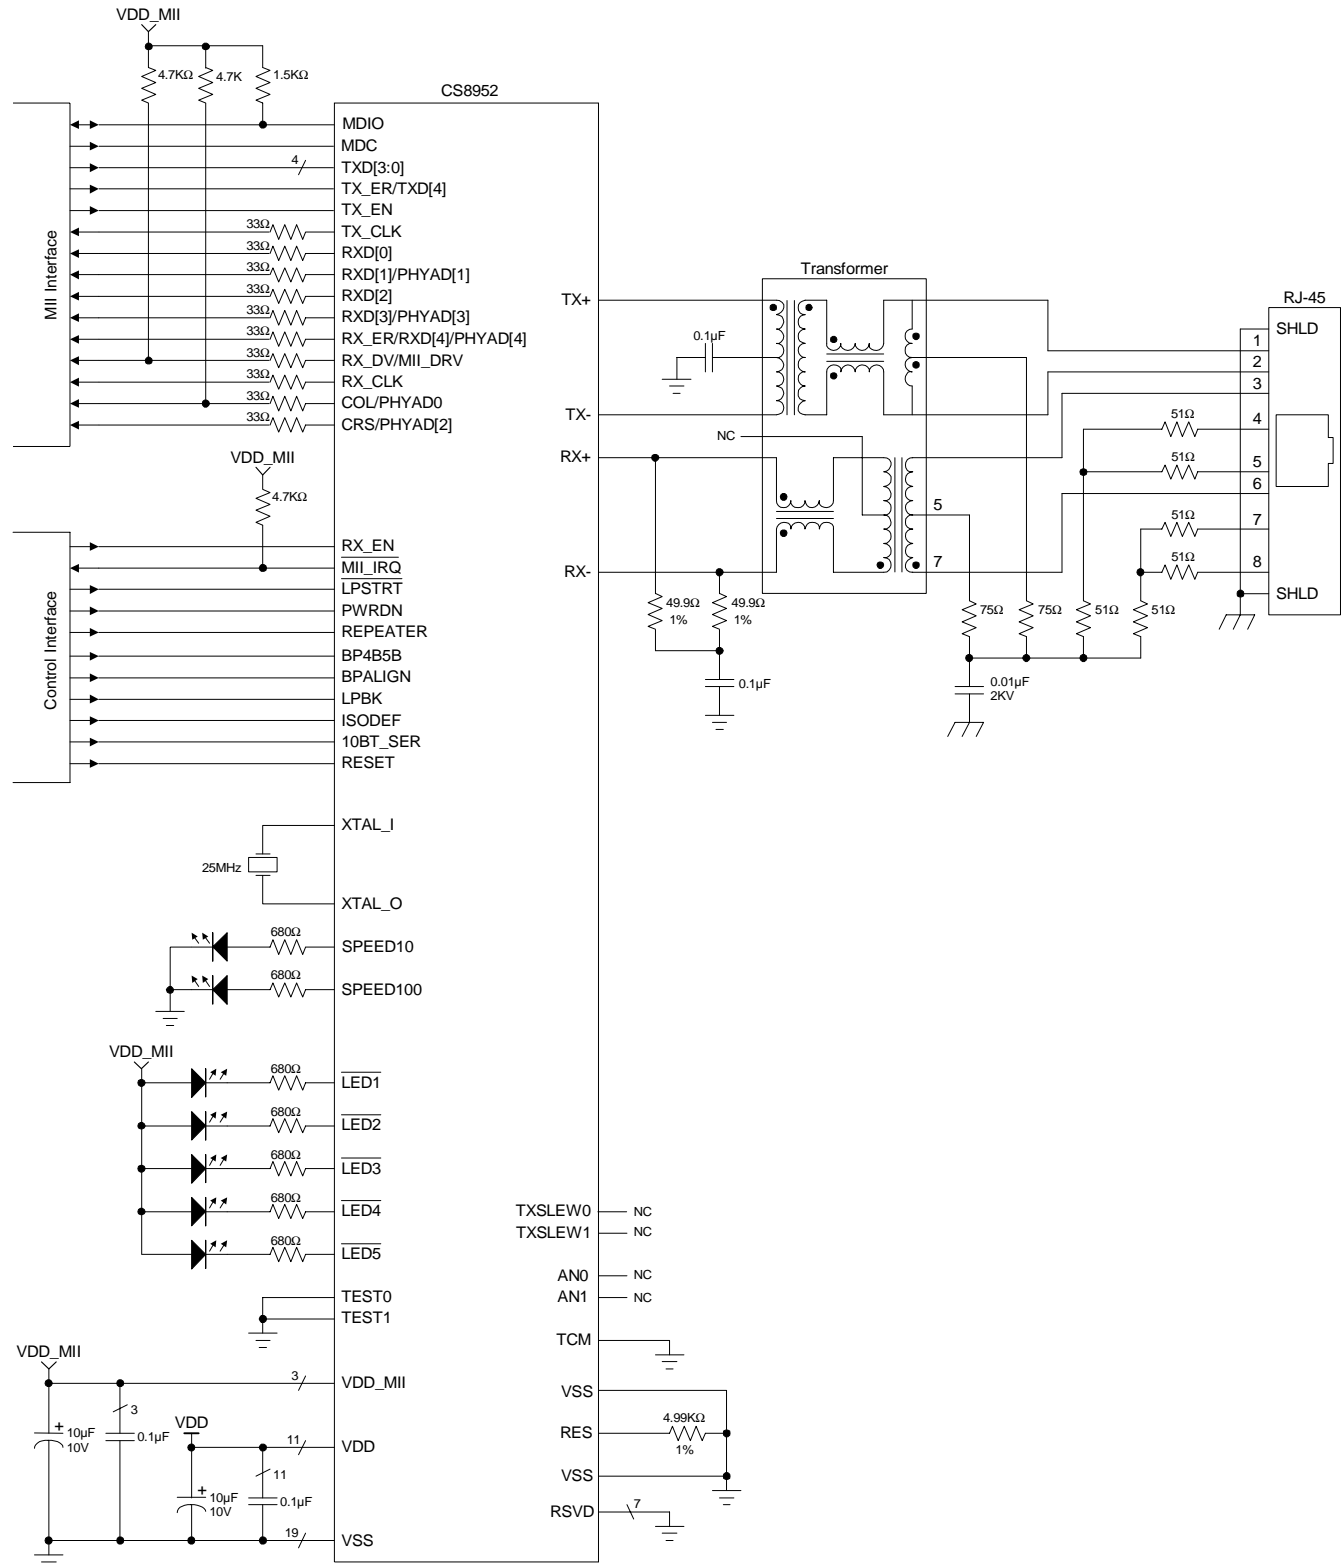 VDD_MII
4.7KΩ
4.7K
1.5KΩ
CS8952
MII Interface
MDIO
MDC
4
TXD[3:0]
TX_ER/TXD[4]
TX_EN
33Ω
TX_CLK
33Ω
RXD[0]
33Ω
RXD[1]/PHYAD[1]
33Ω
RXD[2]
33Ω
RXD[3]/PHYAD[3]
33Ω
RX_ER/RXD[4]/PHYAD[4]
33Ω
RX_DV/MII_DRV
33Ω
RX_CLK
33Ω
COL/PHYAD0
33Ω
CRS/PHYAD[2]
VDD_MII
4.7KΩ
Control Interface
RX_EN
MII_IRQ
LPSTRT
PWRDN
REPEATER
BP4B5B
BPALIGN
LPBK
ISODEF
10BT_SER
RESET
XTAL_I
25MHz
XTAL_O
680Ω
SPEED10
680Ω
SPEED100
VDD_MII
680Ω
LED1
680Ω
LED2
680Ω
LED3
680Ω
LED4
680Ω
LED5
TEST0
TEST1
VDD_MII
3
VDD_MII
3
+
10µF
10V
0.1µF
VDD
11
VDD
11
+
10µF
10V
0.1µF
19
VSS
TX+
0.1µF
TX-
NC
RX+
RX-
Transformer
5
7
49.9Ω
1%
49.9Ω
1%
0.1µF
75Ω
75Ω
51Ω
51Ω
0.01µF
2KV
RJ-45
SHLD
1
2
3
51Ω
4
51Ω
5
6
51Ω
7
51Ω
8
SHLD
TXSLEW0
NC
TXSLEW1
NC
AN0
NC
AN1
NC
TCM
VSS
RES
4.99KΩ
1%
VSS
RSVD
7